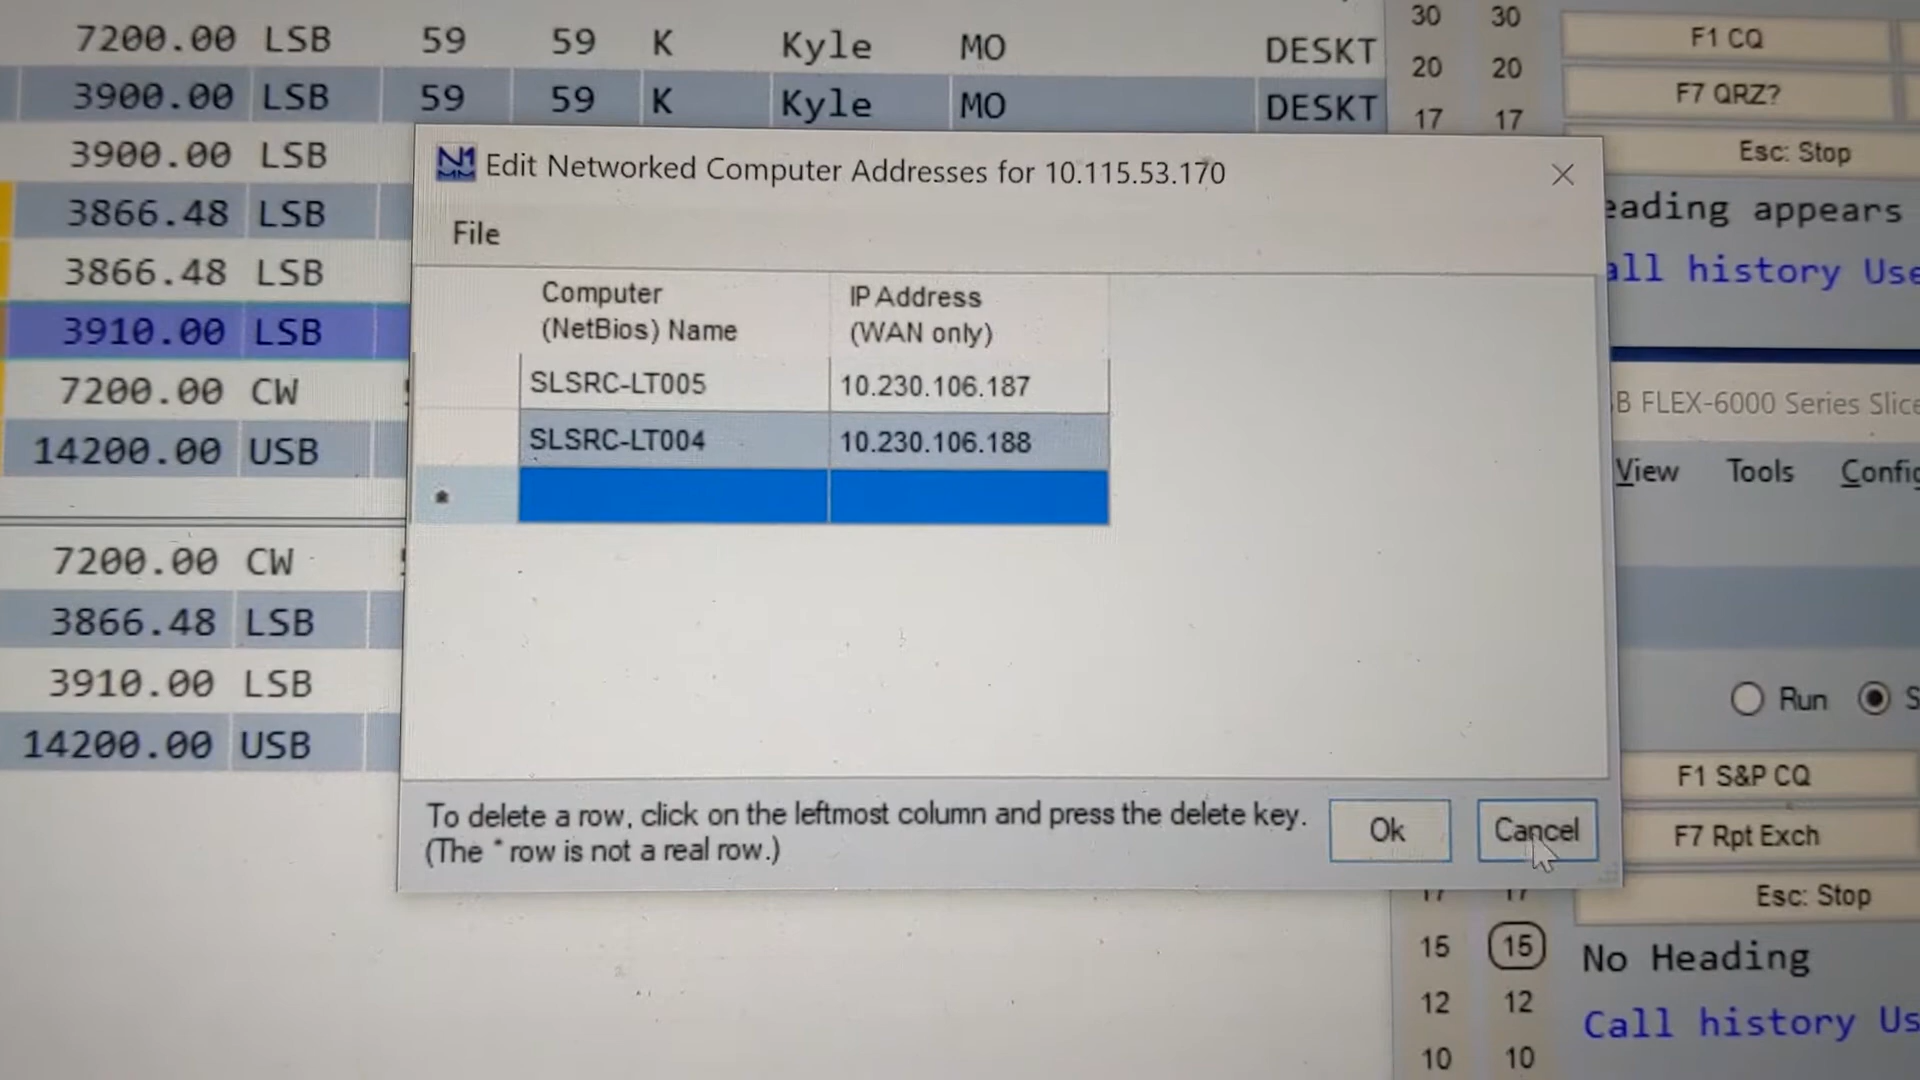 7200.00 LSB 59 59 K Kyle MO DESKT
3900.00 LSB 59 59 K Kyle MO DESKT
3900.00 LSB
3866.48 LSB
3866.48 LSB
3910.00 LSB
7200.00 CW
14200.00 USB
7200.00 CW
3866.48 LSB
3910.00 LSB
14200.00 USB
N1MM Edit Networked Computer Addresses for 10.115.53.170
File
Computer (NetBios) Name
IP Address (WAN only)
SLSRC-LT005 10.230.106.187
SLSRC-LT004 10.230.106.188
*
To delete a row, click on the leftmost column and press the delete key.
(The * row is not a real row.)
Ok Cancel
30 30
20 20
17 17
F1 CQ
F7 QRZ?
Esc: Stop
eading appears
all history Use
B FLEX-6000 Series Slice
View Tools Config
Run S
F1 S&P CQ
F7 Rpt Exch
Esc: Stop
17 17
15 15
12 12
10 10
No Heading
Call history Us